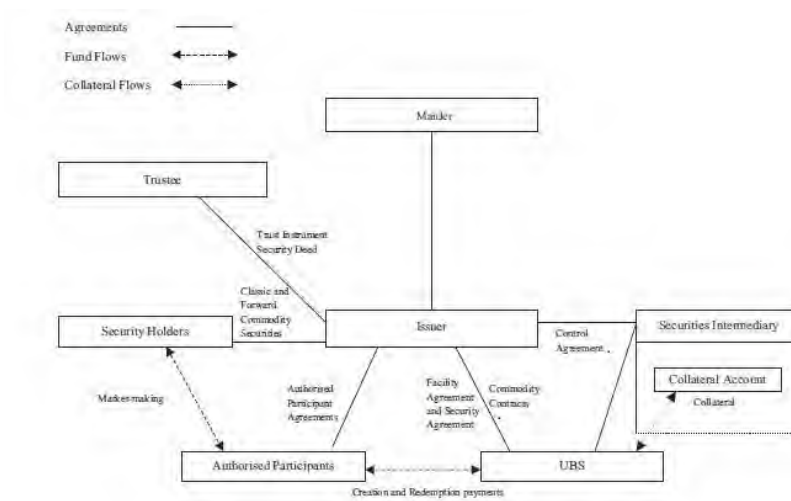 Agreements
Fund Flows
Collateral Flows
Trustee
Trust Instrument
Security Deed
Classic and
Forward
Commodity
Securities
Security Holders
Issuer
Securities Intermediary
Control
Agreement
Collateral Account
Collateral
Market-making
Authorised
Participant
Agreements
Facility
Agreement
and Security
Agreement
Commodity
Contracts
Authorised Participants
UBS
Creation and Redemption payments